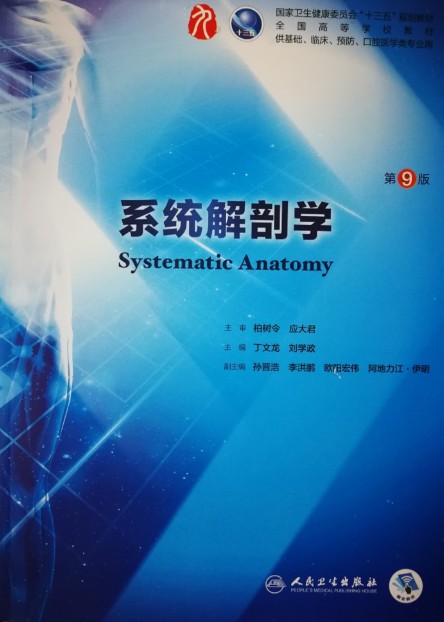 十三五
国家卫生健康委员会“十三五”规划教材
全国高等学校教材
供基础、临床、预防、口腔医学类专业用
第9版
系统解剖学
Systematic Anatomy
主审 柏树令 应大君
主编 丁文龙 刘学政
副主编 孙晋浩 李洪鹏 欧阳宏伟 阿地力江·伊明
人民卫生出版社
PEOPLE'S MEDICAL PUBLISHING HOUSE